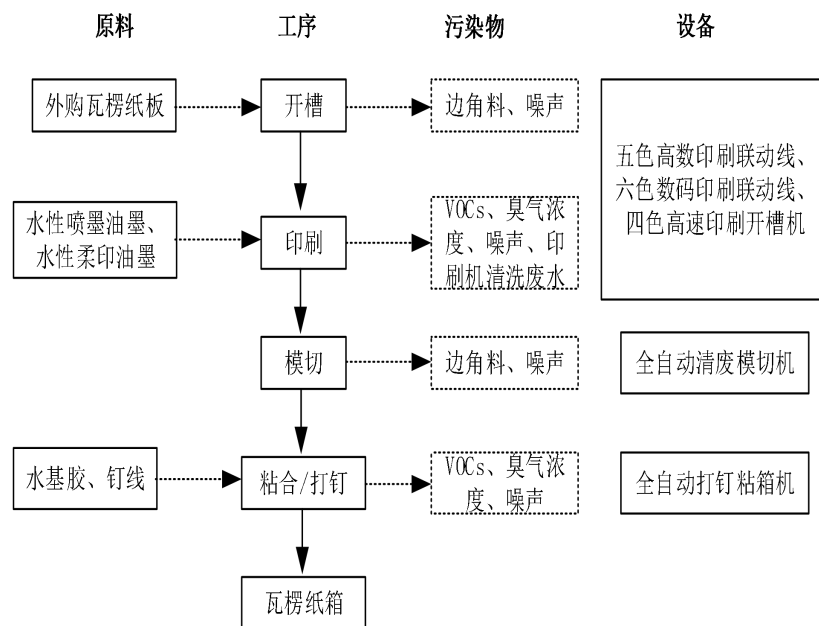 原料 工序 污染物 设备
外购瓦楞纸板 开槽 边角料、噪声
五色高数印刷联动线、
六色数码印刷联动线、
四色高速印刷开槽机
水性喷墨油墨、
水性柔印油墨
印刷
VOCs、臭气浓
度、噪声、印
刷机清洗废水
模切 边角料、噪声 全自动清废模切机
水基胶、钉线 粘合/打钉
VOCs、臭气浓
度、噪声
全自动打钉粘箱机
瓦楞纸箱